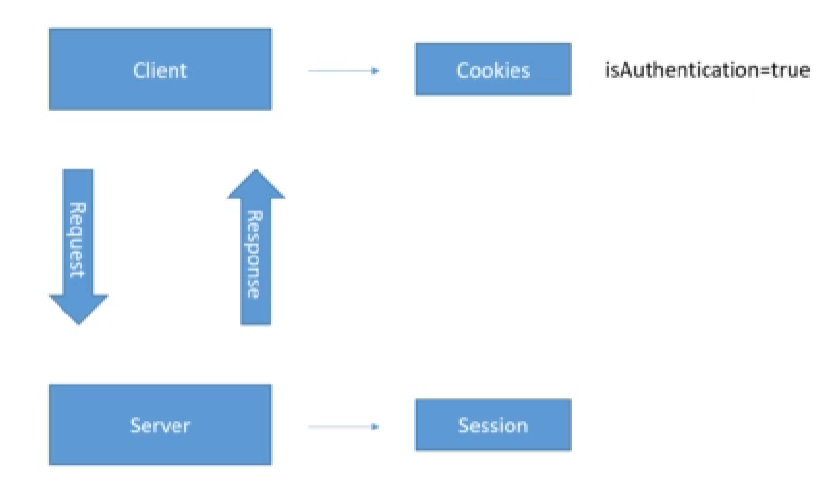 Client
Cookies
isAuthentication=true
Request
Response
Server
Session